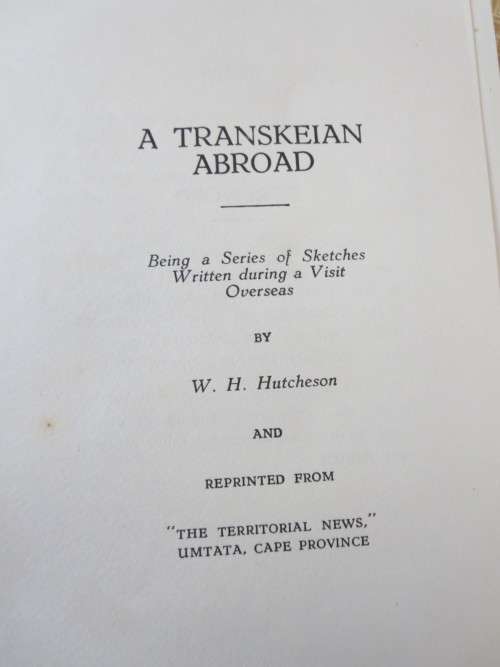 A TRANSKEIAN
ABROAD
Being a Series of Sketches
Written during a Visit
Overseas
BY
W. H. Hutcheson
AND
REPRINTED FROM
"THE TERRITORIAL NEWS,"
UMTATA, CAPE PROVINCE